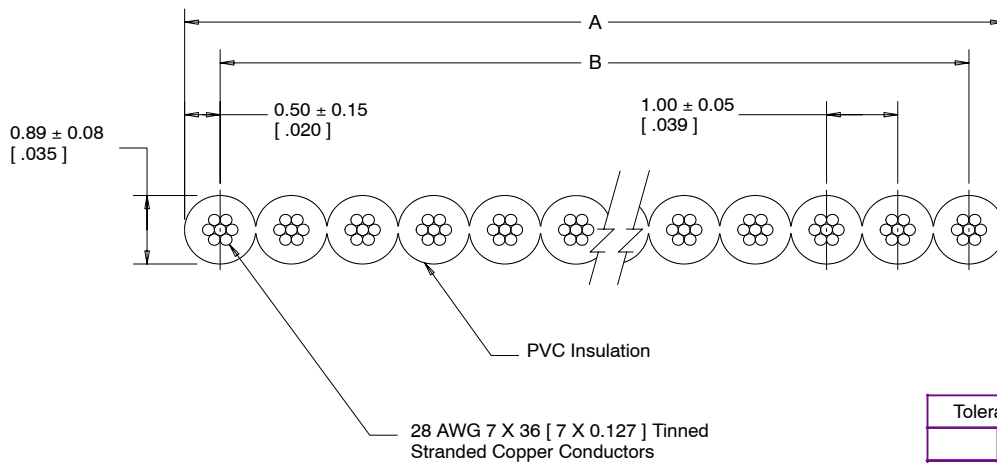 A
B
0.50 ± 0.15
[ .020 ]
1.00 ± 0.05
[ .039 ]
0.89 ± 0.08
[ .035 ]
PVC Insulation
28 AWG 7 X 36 [ 7 X 0.127 ] Tinned
Stranded Copper Conductors